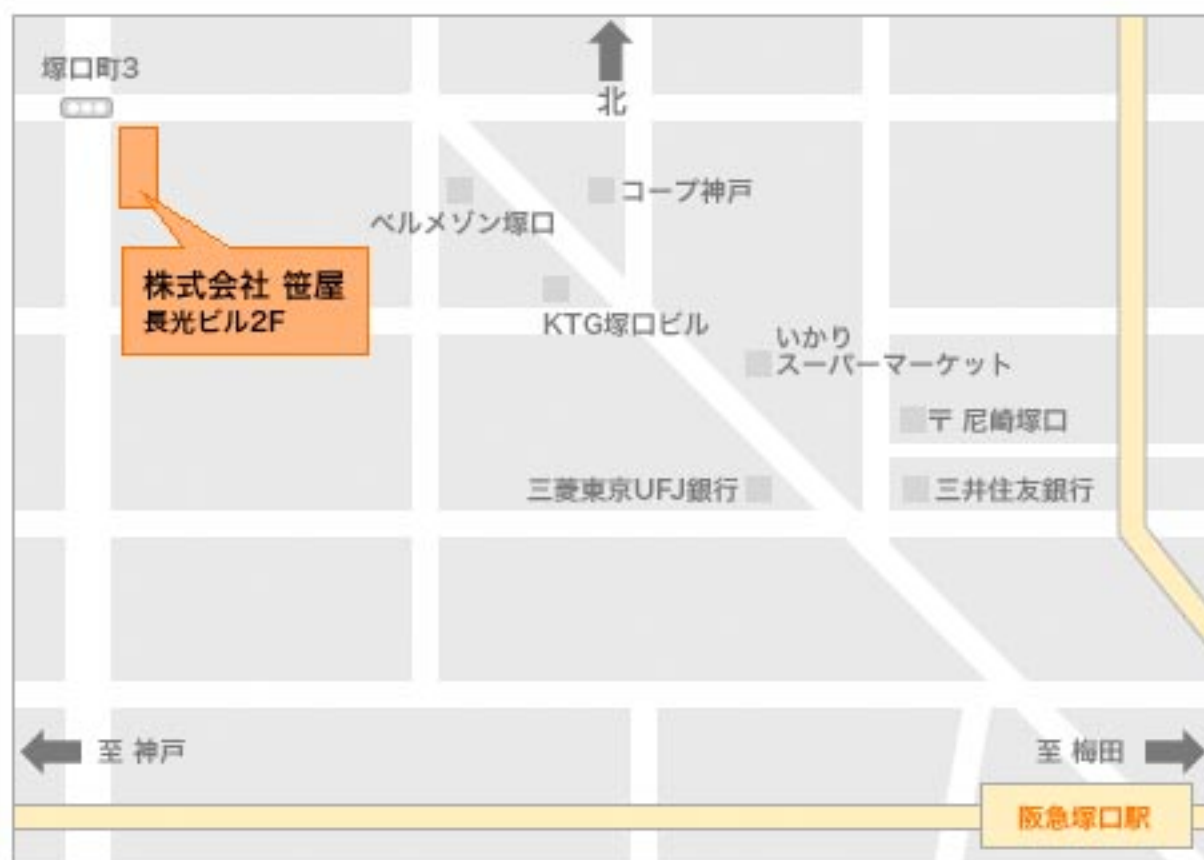 塚口町3
北
コープ神戸
ベルメゾン塚口
株式会社 笹屋
長光ビル2F
KTG塚口ビル
いかり
スーパーマーケット
〒 尼崎塚口
三菱東京UFJ銀行
三井住友銀行
至 神戸
至 梅田
阪急塚口駅